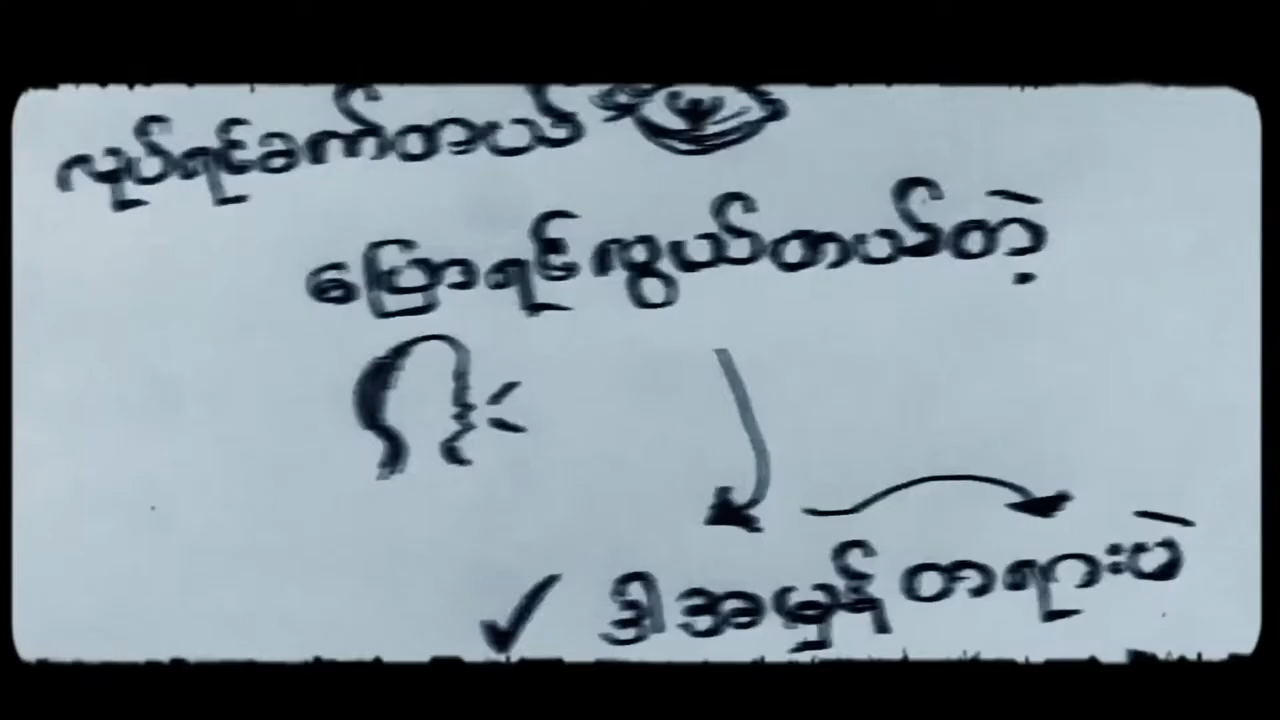 လုပ်ရင်ခက်တယ်
ပြောရင်လွယ်တယ်တဲ့
ဒါအမှန်တရားပဲ